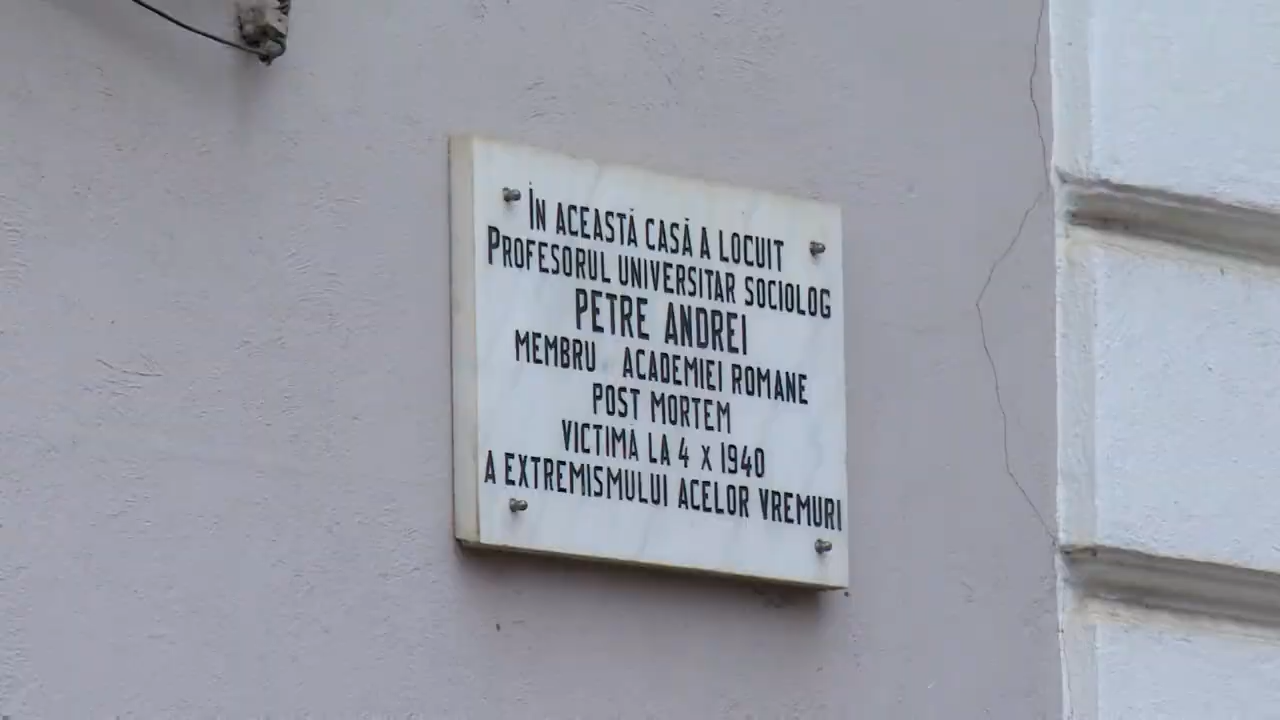 ÎN ACEASTĂ CASĂ A LOCUIT
PROFESORUL UNIVERSITAR SOCIOLOG
PETRE ANDREI
MEMBRU ACADEMIEI ROMANE
POST MORTEM
VICTIMĂ LA 4 X 1940
A EXTREMISMULUI ACELOR VREMURI